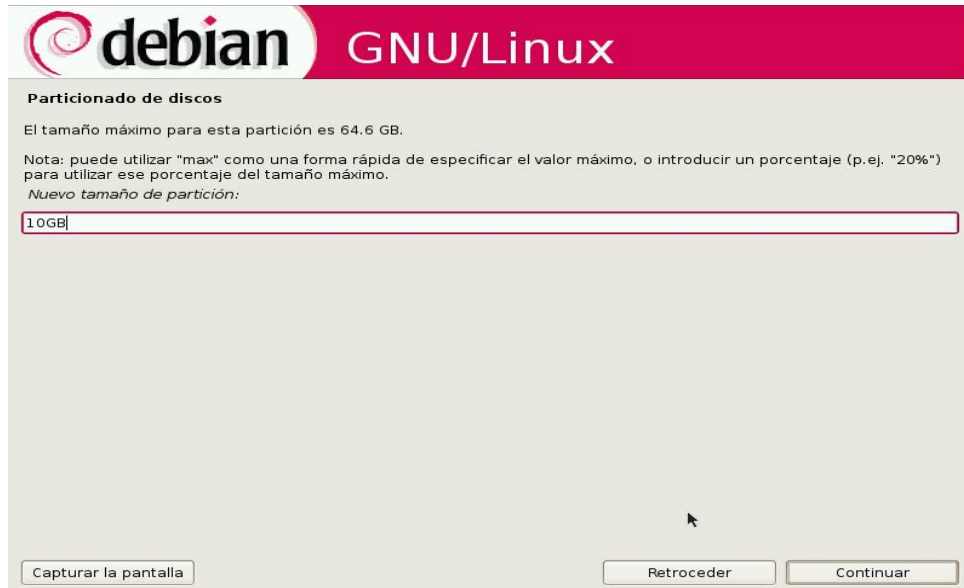 debian GNU/Linux
Particionado de discos
El tamaño máximo para esta partición es 64.6 GB.
Nota: puede utilizar "max" como una forma rápida de especificar el valor máximo, o introducir un porcentaje (p.ej. "20%")
para utilizar ese porcentaje del tamaño máximo.
Nuevo tamaño de partición:
10GB
Capturar la pantalla Retroceder Continuar